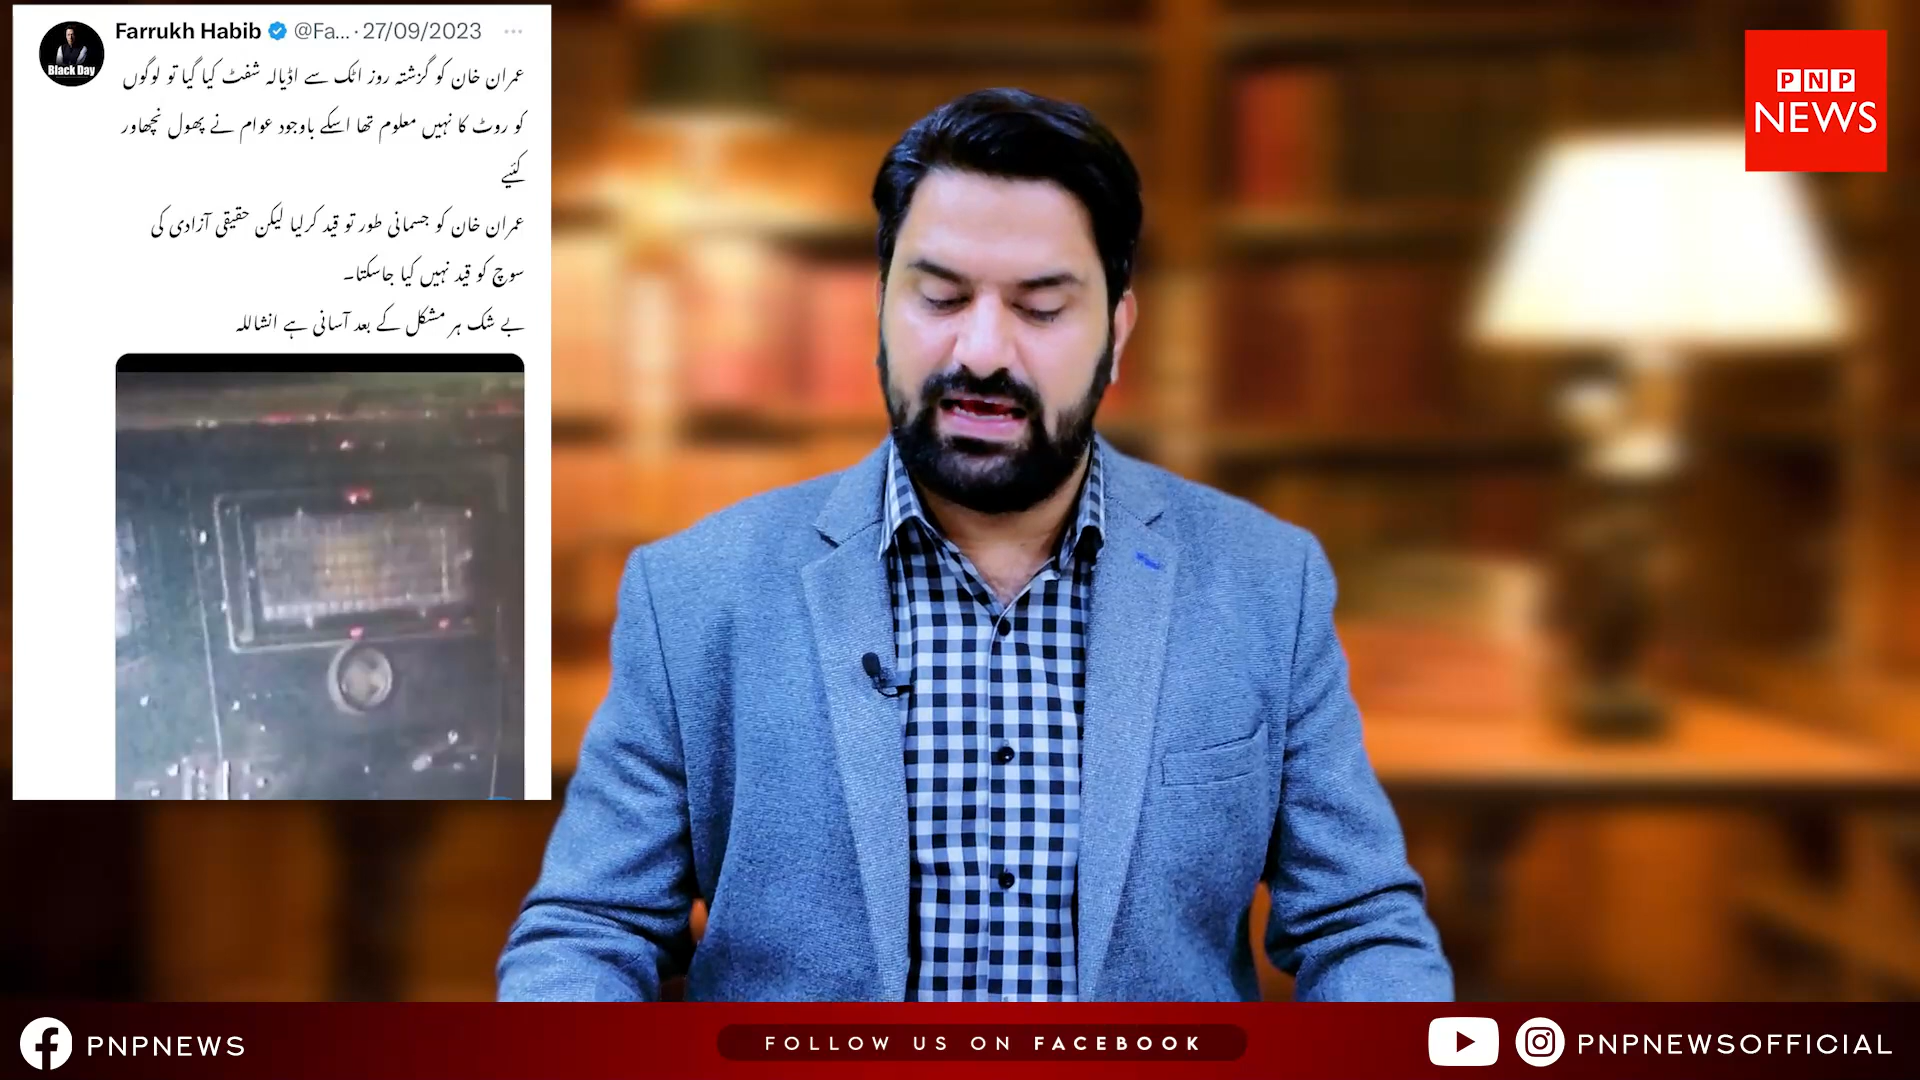 Farrukh Habib @Fa... · 27/09/2023 ...
Black Day
عمران خان کو گزشتہ روز اٹک سے اڈیالہ شفٹ کیا گیا تو لوگوں
کو روٹ کا نہیں معلوم تھا اسکے باوجود عوام نے پھول نچھاور
کئیے
عمران خان کو جسمانی طور تو قید کرلیا لیکن حقیقی آزادی کی
سوچ کو قید نہیں کیا جاسکتا۔
بے شک ہر مشکل کے بعد آسانی ہے انشاللہ
PNP
NEWS
PNPNEWS
FOLLOW US ON FACEBOOK
PNPNEWSOFFICIAL